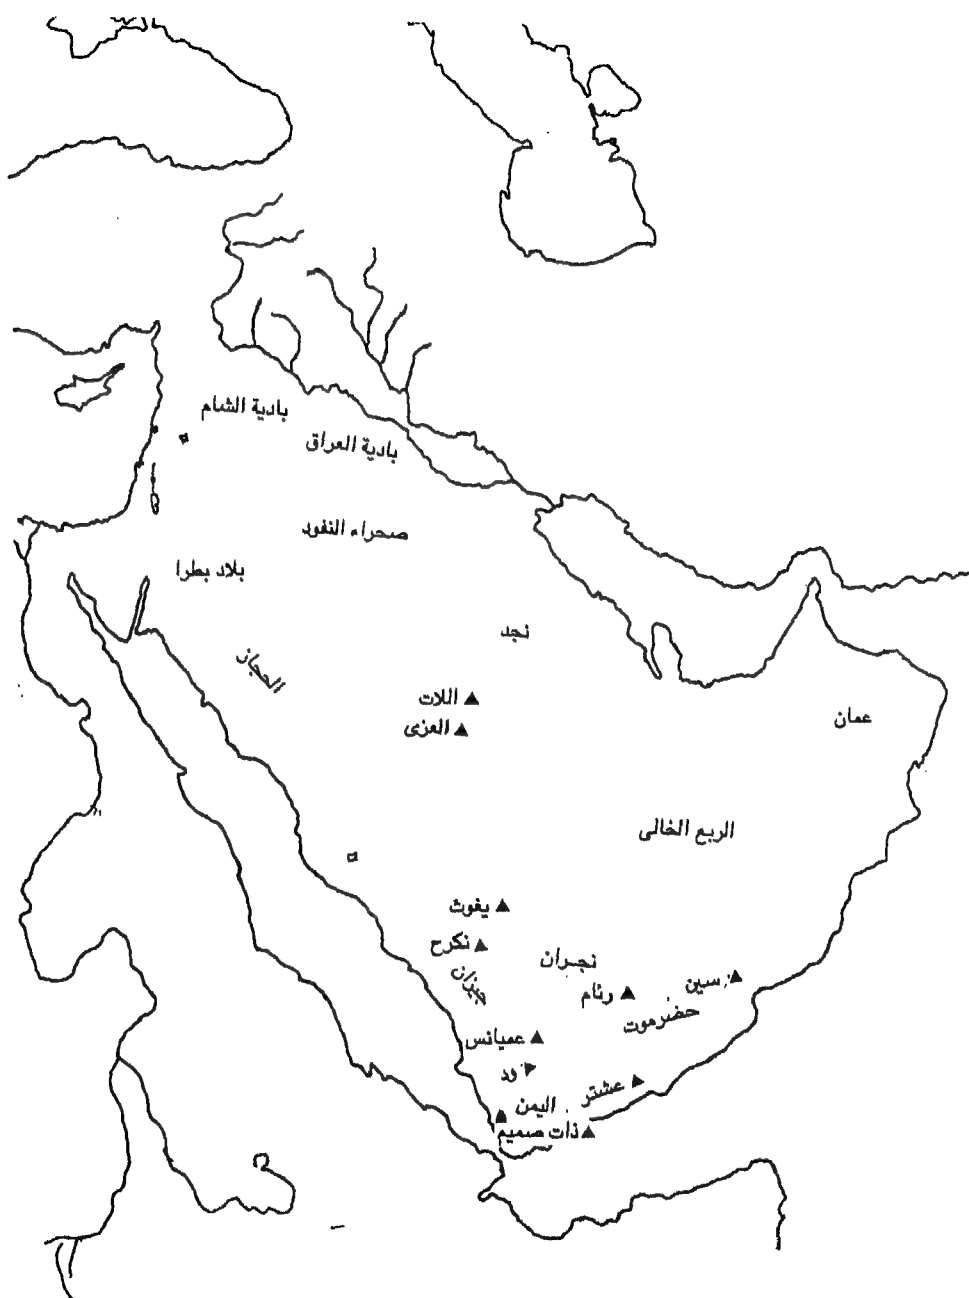 بادية الشام
بادية العراق
صحراء النفود
بلاد بطرا
نجد
الحجاز
اللات
العزى
عمان
الربع الخالى
يغوث
نكرح
نجران
جيزان
سين
رئام
حضرموت
عميانس
ود
عشتر
اليمن
ذات صميم